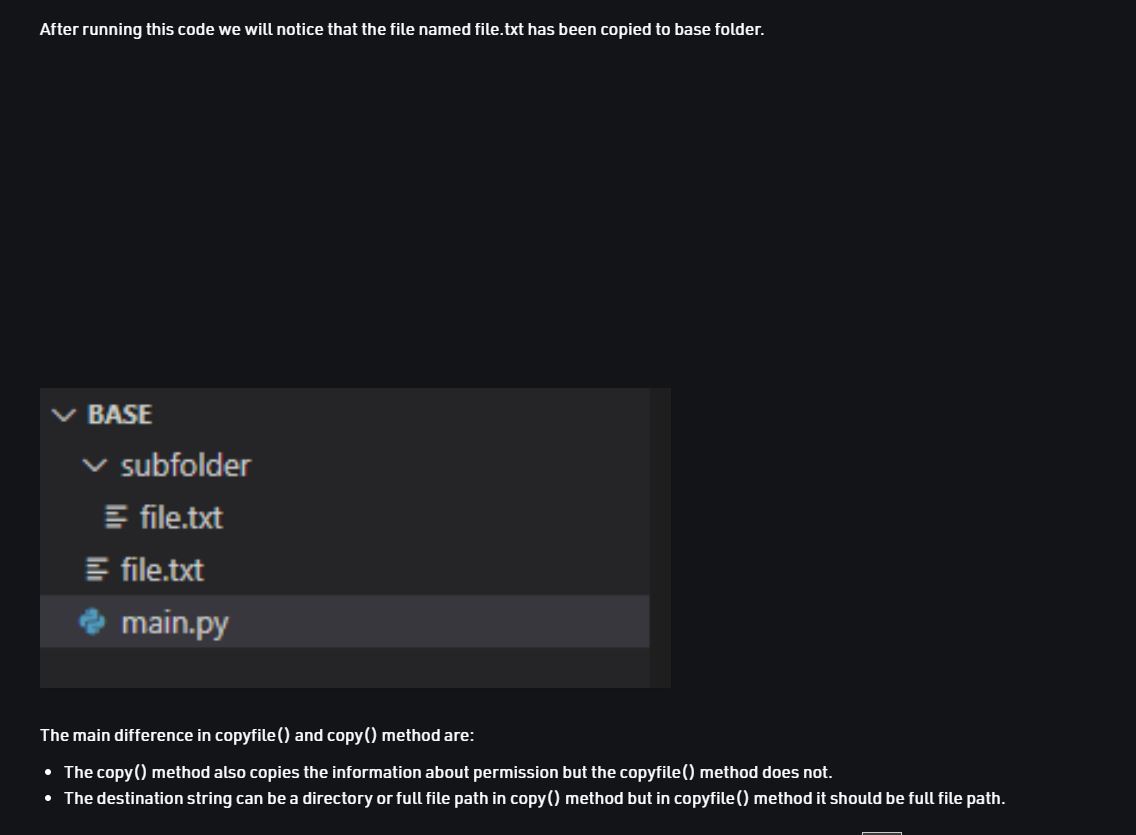 After running this code we will notice that the file named file.txt has been copied to base folder.
BASE
subfolder
file.txt
file.txt
main.py
The main difference in copyfile() and copy() method are:
The copy() method also copies the information about permission but the copyfile() method does not.
The destination string can be a directory or full file path in copy() method but in copyfile() method it should be full file path.